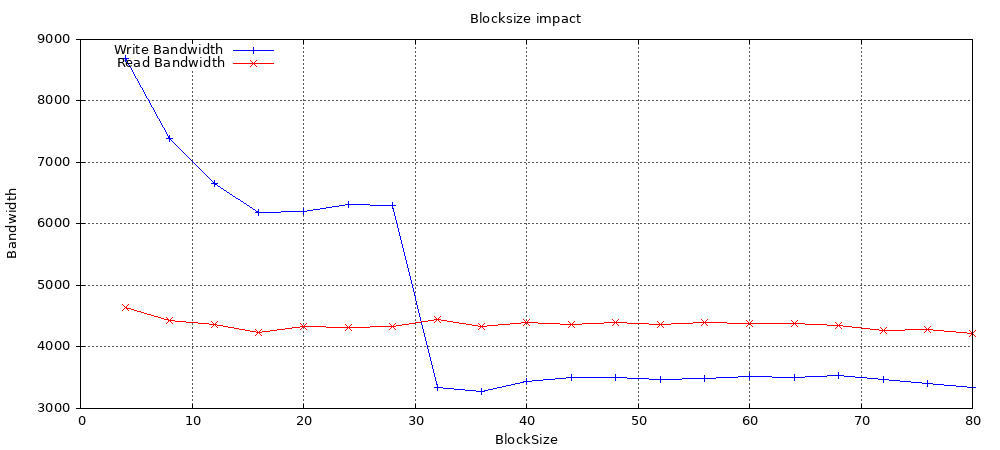 Blocksize impact
9000
8000
7000
6000
5000
4000
3000
Bandwidth
Write Bandwidth
Read Bandwidth
0 10 20 30 40 50 60 70 80
BlockSize